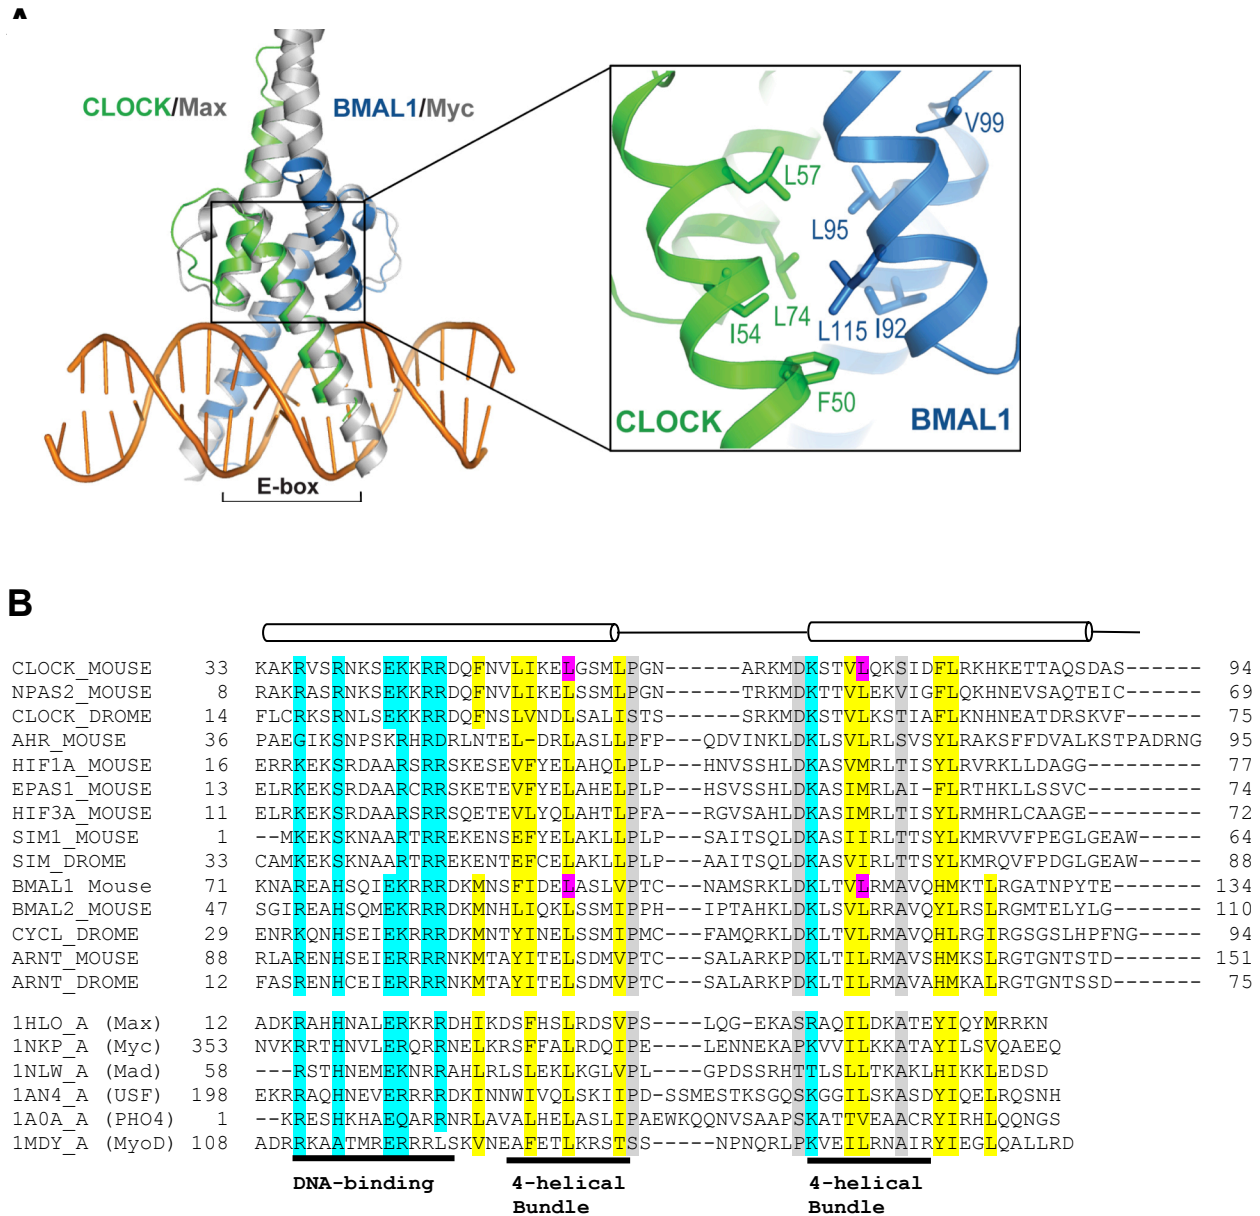 A
CLOCK/Max
BMAL1/Myc
E-box
V99
L57
L95
L74
I54
L115
I92
F50
CLOCK
BMAL1
B
CLOCK_MOUSE 33 KAKRVSRNKSEKKRRDQFNVLIKELGSMLPGN------ARKMDKSTVLQKSIDFLRKHKETTAQSDAS------ 94
NPAS2_MOUSE 8 RAKRASRNKSEKKRRDQFNVLIKELSSMLPGN------TRKMDKTTVLEKVIGFLQKHNEVSAQTEIC------ 69
CLOCK_DROME 14 FLCRKSRNLSEKKRRDQFNSLVNDLSALISTS------SRKMDKSTVLKSTIAFLKNHNEATDRSKVF------ 75
AHR_MOUSE 36 PAEGIKSNPSKRHRDRLNTEL-DRLASLLPFP---QDVINKLDKLSVLRLSVSYLRAKSFFDVALKSTPADRNG 95
HIF1A_MOUSE 16 ERRKEKSRDAARSRRSKESEVFYELAHQLPLP---HNVSSHLDKASVMRLTISYLRVRKLLDAGG--------- 77
EPAS1_MOUSE 13 ELRKEKSRDAARCRRSKETEVFYELAHELPLP---HSVSSHLDKASIMRLAI-FLRTHKLLSSVC--------- 74
HIF3A_MOUSE 11 ELRKEKSRDAARSRRSQETEVLYQLAHTLPFA---RGVSAHLDKASIMRLTISYLRMHRLCAAGE--------- 72
SIM1_MOUSE 1 --MKEKSKNAARTRREKENSEFYELAKLLPLP---SAITSQLDKASIIRLTTSYLKMRVVFPEGLGEAW----- 64
SIM_DROME 33 CAMKEKSKNAARTRREKENTEFCELAKLLPLP---AAITSQLDKASVIRLTTSYLKMRQVFPDGLGEAW----- 88
BMAL1 Mouse 71 KNAREAHSQIEKRRRDKMNSFIDELASLVPTC---NAMSRKLDKLTVLRMAVQHMKTLRGATNPYTE------- 134
BMAL2_MOUSE 47 SGIREAHSQMEKRRRDKMNHLIQKLSSMIPPH---IPTAHKLDKLSVLRRAVQYLRSLRGMTELYLG------- 110
CYCL_DROME 29 ENRKQNHSEIEKRRRDKMNTYINELSSMIPMC---FAMQRKLDKLTVLRMAVQHLRGIRGSGSLHPFNG----- 94
ARNT_MOUSE 88 RLARENHSEIERRRRNKMTAYITELSDMVPTC---SALARKPDKLTILRMAVSHMKSLRGTGNTSTD------- 151
ARNT_DROME 12 FASRENHCEIERRRRNKMTAYITELSDMVPTC---SALARKPDKLTILRMAVAHMKALRGTGNTSSD------- 75
1HLO_A (Max) 12 ADKRAHHNALERKRRDHIKDSFHSLRDSVPS----LQG-EKASRAQILDKATEYIQYMRRKN
1NKP_A (Myc) 353 NVKRRTHNVLERQRRNELKRSFFALRDQIPE----LENNEKAPKVVILKKATAYILSVQAEEQ
1NLW_A (Mad) 58 ---RSTHNEMEKNRRAHLRLSLEKLKGLVPL----GPDSSRHTTLSLLTKAKLHIKKLEDSD
1AN4_A (USF) 198 EKRRAQHNEVERRRRDKINNWIVQLSKIIPD-SSMESTKSGQSKGGILSKASDYIQELRQSNH
1A0A_A (PHO4) 1 --KRESHKHAEQARRNRLAVALHELASLIPAEWKQQNVSAAPSKATTVEAACRYIRHLQQNGS
1MDY_A (MyoD) 108 ADRRKAATMRERRRLSKVNEAFETLKRSTSS------NPNQRLPKVEILRNAIRYIEGLQALLRD
DNA-binding
4-helical
Bundle
4-helical
Bundle